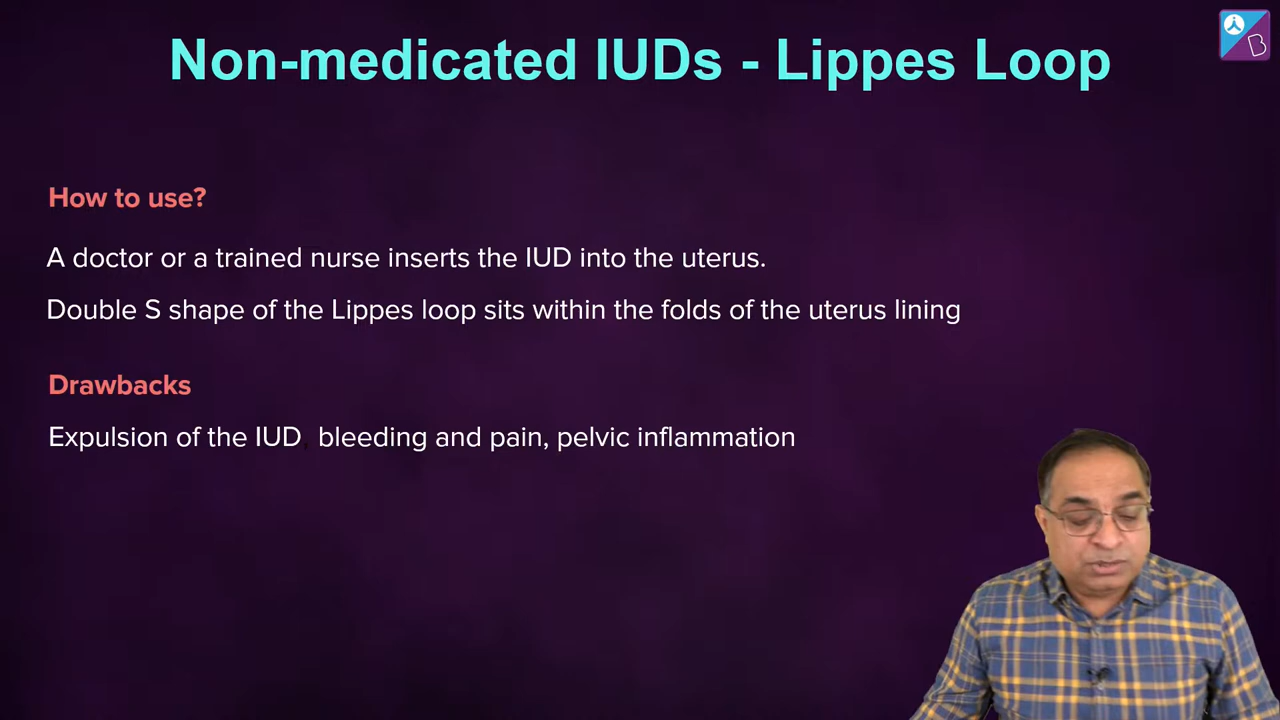 Non-medicated IUDs - Lippes Loop
How to use?
A doctor or a trained nurse inserts the IUD into the uterus.
Double S shape of the Lippes loop sits within the folds of the uterus lining
Drawbacks
Expulsion of the IUD, bleeding and pain, pelvic inflammation
B